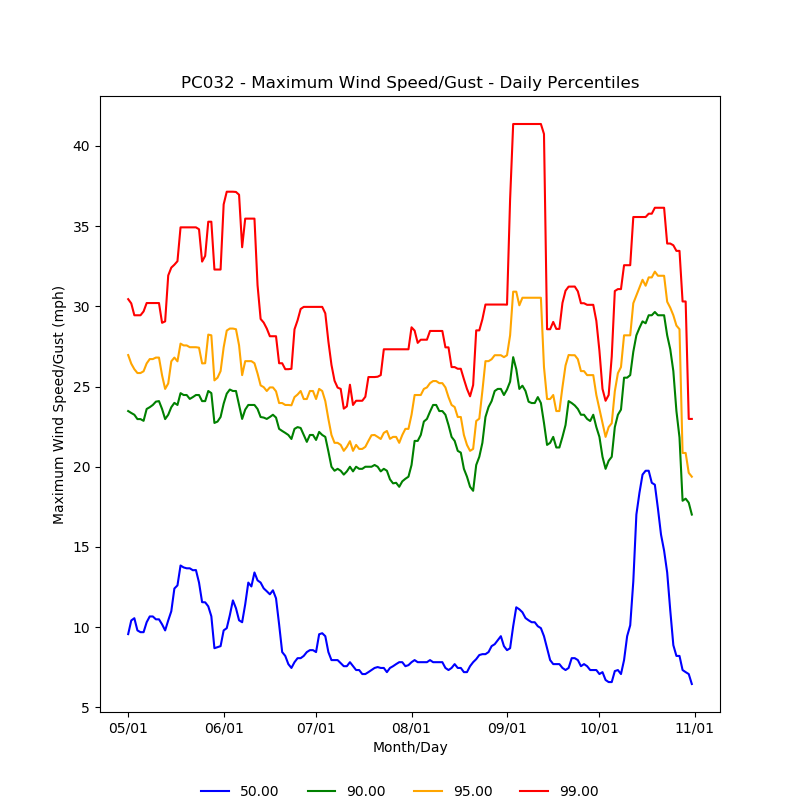 PC032 - Maximum Wind Speed/Gust - Daily Percentiles
Maximum Wind Speed/Gust (mph)
40
35
30
25
20
15
10
5
05/01 06/01 07/01 08/01 09/01 10/01 11/01
Month/Day
50.00 90.00 95.00 99.00